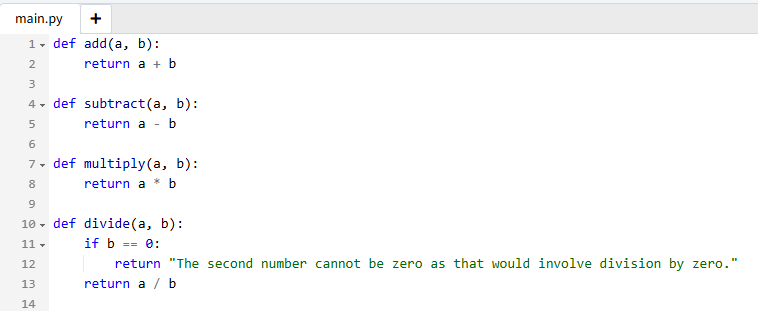 main.py +
1 def add(a, b):
2     return a + b
3
4 def subtract(a, b):
5     return a - b
6
7 def multiply(a, b):
8     return a * b
9
10 def divide(a, b):
11     if b == 0:
12         return "The second number cannot be zero as that would involve division by zero."
13     return a / b
14